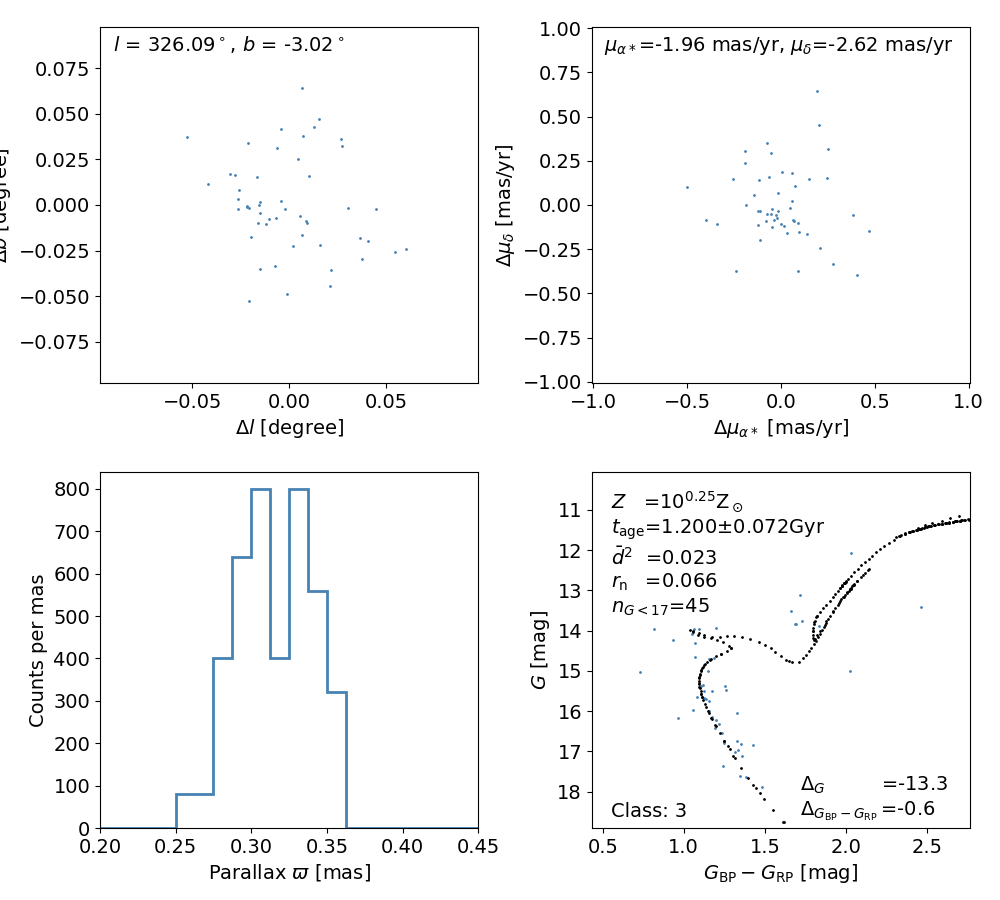 l = 326.09°, b = -3.02°
0.075
0.050
0.025
0.000
−0.025
−0.050
−0.075
Δb [degree]
−0.05 0.00 0.05
Δl [degree]
μα*=-1.96 mas/yr, μδ=-2.62 mas/yr
1.00
0.75
0.50
0.25
0.00
−0.25
−0.50
−0.75
−1.00
Δμδ [mas/yr]
−1.0 −0.5 0.0 0.5 1.0
Δμα* [mas/yr]
800
700
600
500
400
300
200
100
0
Counts per mas
0.20 0.25 0.30 0.35 0.40 0.45
Parallax ϖ [mas]
Z =10^0.25 Z⊙
t_age=1.200±0.072Gyr
d̄² =0.023
r_n =0.066
n_G<17=45
11
12
13
14
15
16
17
18
G [mag]
Δ_G =-13.3
Δ_G_BP−G_RP =-0.6
Class: 3
0.5 1.0 1.5 2.0 2.5
G_BP − G_RP [mag]